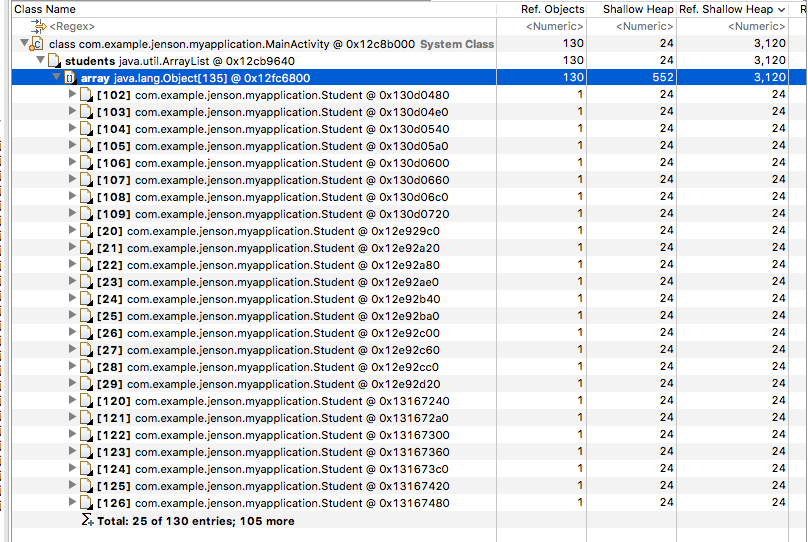 Class Name Ref. Objects Shallow Heap Ref. Shallow Heap R
<Regex> <Numeric> <Numeric> <Numeric>
class com.example.jenson.myapplication.MainActivity @ 0x12c8b000 System Class 130 24 3,120
students java.util.ArrayList @ 0x12cb9640 130 24 3,120
array java.lang.Object[135] @ 0x12fc6800 130 552 3,120
[102] com.example.jenson.myapplication.Student @ 0x130d0480 1 24 24
[103] com.example.jenson.myapplication.Student @ 0x130d04e0 1 24 24
[104] com.example.jenson.myapplication.Student @ 0x130d0540 1 24 24
[105] com.example.jenson.myapplication.Student @ 0x130d05a0 1 24 24
[106] com.example.jenson.myapplication.Student @ 0x130d0600 1 24 24
[107] com.example.jenson.myapplication.Student @ 0x130d0660 1 24 24
[108] com.example.jenson.myapplication.Student @ 0x130d06c0 1 24 24
[109] com.example.jenson.myapplication.Student @ 0x130d0720 1 24 24
[20] com.example.jenson.myapplication.Student @ 0x12e929c0 1 24 24
[21] com.example.jenson.myapplication.Student @ 0x12e92a20 1 24 24
[22] com.example.jenson.myapplication.Student @ 0x12e92a80 1 24 24
[23] com.example.jenson.myapplication.Student @ 0x12e92ae0 1 24 24
[24] com.example.jenson.myapplication.Student @ 0x12e92b40 1 24 24
[25] com.example.jenson.myapplication.Student @ 0x12e92ba0 1 24 24
[26] com.example.jenson.myapplication.Student @ 0x12e92c00 1 24 24
[27] com.example.jenson.myapplication.Student @ 0x12e92c60 1 24 24
[28] com.example.jenson.myapplication.Student @ 0x12e92cc0 1 24 24
[29] com.example.jenson.myapplication.Student @ 0x12e92d20 1 24 24
[120] com.example.jenson.myapplication.Student @ 0x13167240 1 24 24
[121] com.example.jenson.myapplication.Student @ 0x131672a0 1 24 24
[122] com.example.jenson.myapplication.Student @ 0x13167300 1 24 24
[123] com.example.jenson.myapplication.Student @ 0x13167360 1 24 24
[124] com.example.jenson.myapplication.Student @ 0x131673c0 1 24 24
[125] com.example.jenson.myapplication.Student @ 0x13167420 1 24 24
[126] com.example.jenson.myapplication.Student @ 0x13167480 1 24 24
Total: 25 of 130 entries; 105 more